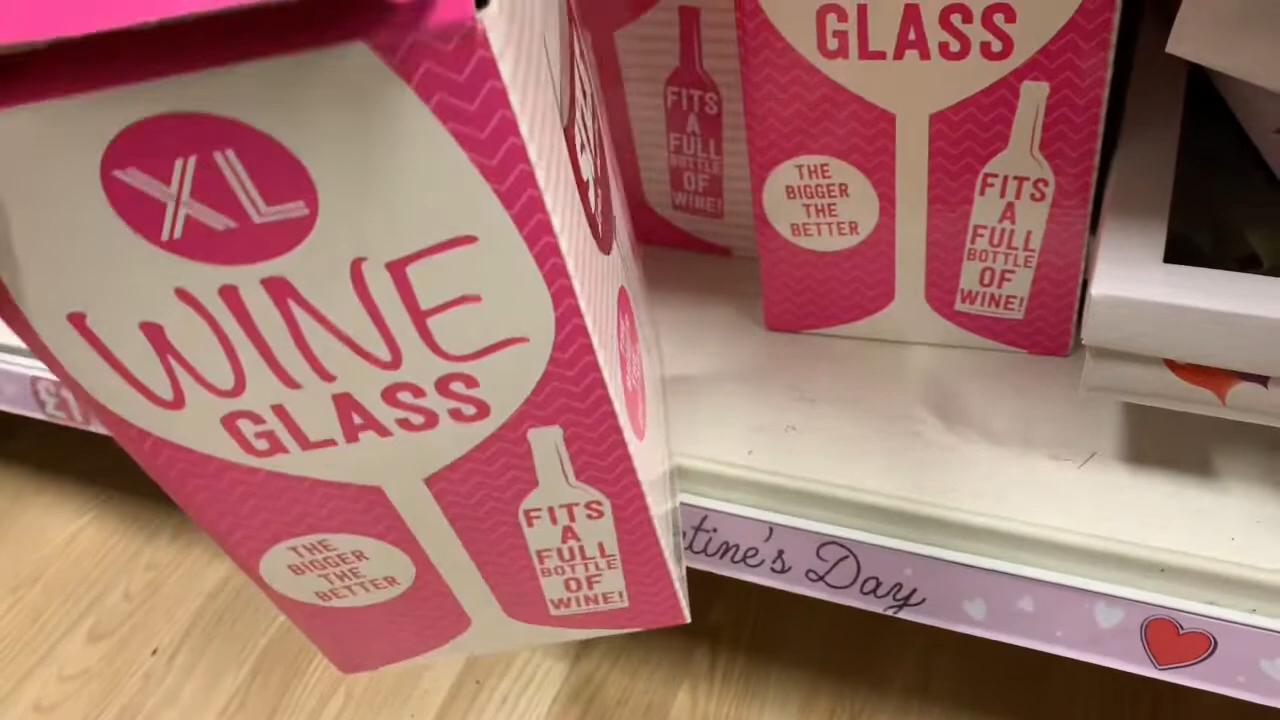 XL
WINE
GLASS
THE
BIGGER
THE
BETTER
FITS
A
FULL
BOTTLE
OF
WINE!
FITS
A
FULL
BOTTLE
OF
WINE!
GLASS
THE
BIGGER
THE
BETTER
FITS
A
FULL
BOTTLE
OF
WINE!
£1
tine's Day